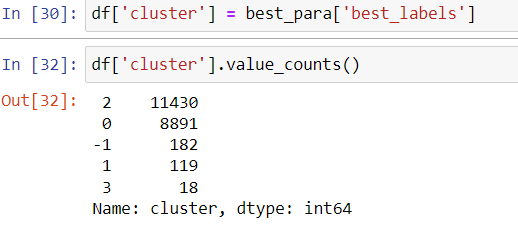 In [30]: df['cluster'] = best_para['best_labels']
In [32]: df['cluster'].value_counts()
Out[32]: 2 11430
0 8891
-1 182
1 119
3 18
Name: cluster, dtype: int64